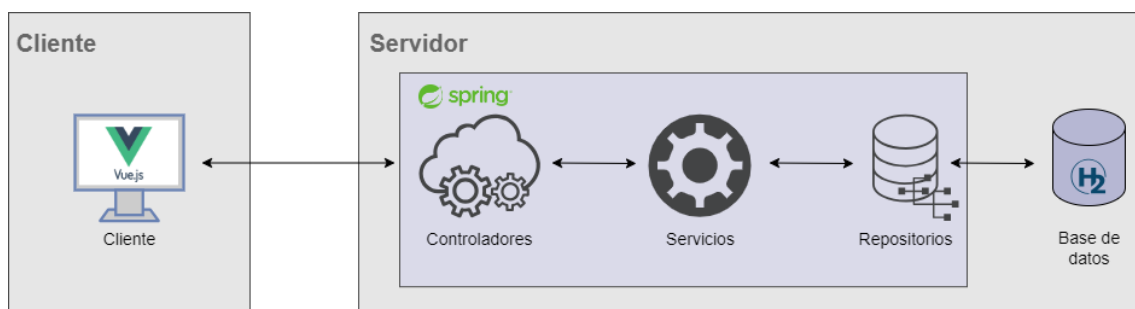 Cliente
Servidor
spring
Vue.js
H2
Cliente
Controladores
Servicios
Repositorios
Base de
datos